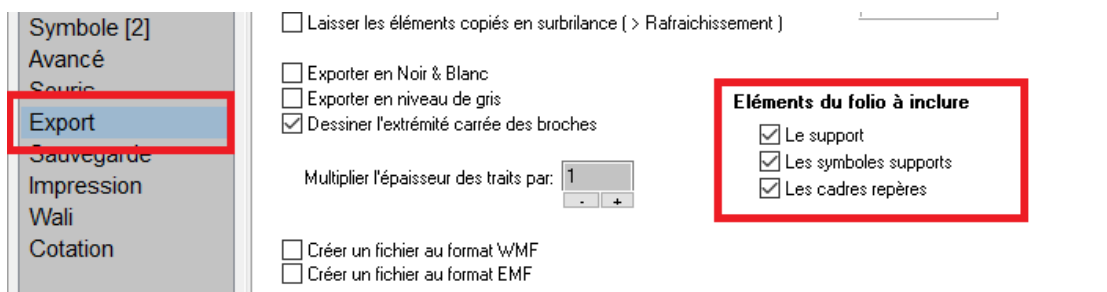 Symbole [2]
Avancé
Souris
Export
Sauvegarde
Impression
Wali
Cotation
Laisser les éléments copiés en surbrilance ( > Rafraichissement )
Exporter en Noir & Blanc
Exporter en niveau de gris
Dessiner l'extrémité carrée des broches
Multiplier l'épaisseur des traits par: 1
- +
Créer un fichier au format WMF
Créer un fichier au format EMF
Eléments du folio à inclure
Le support
Les symboles supports
Les cadres repères